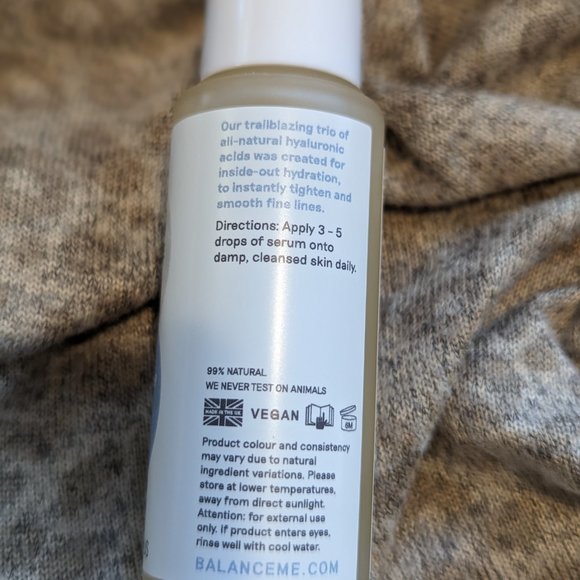 Our trailblazing trio of
all-natural hyaluronic
acids was created for
inside-out hydration,
to instantly tighten and
smooth fine lines.
Directions: Apply 3 - 5
drops of serum onto
damp, cleansed skin daily.
99% NATURAL
WE NEVER TEST ON ANIMALS
MADE IN THE UK
VEGAN
6M
Product colour and consistency
may vary due to natural
ingredient variations. Please
store at lower temperatures,
away from direct sunlight.
Attention: for external use
only. If product enters eyes,
rinse well with cool water.
BALANCEME.COM